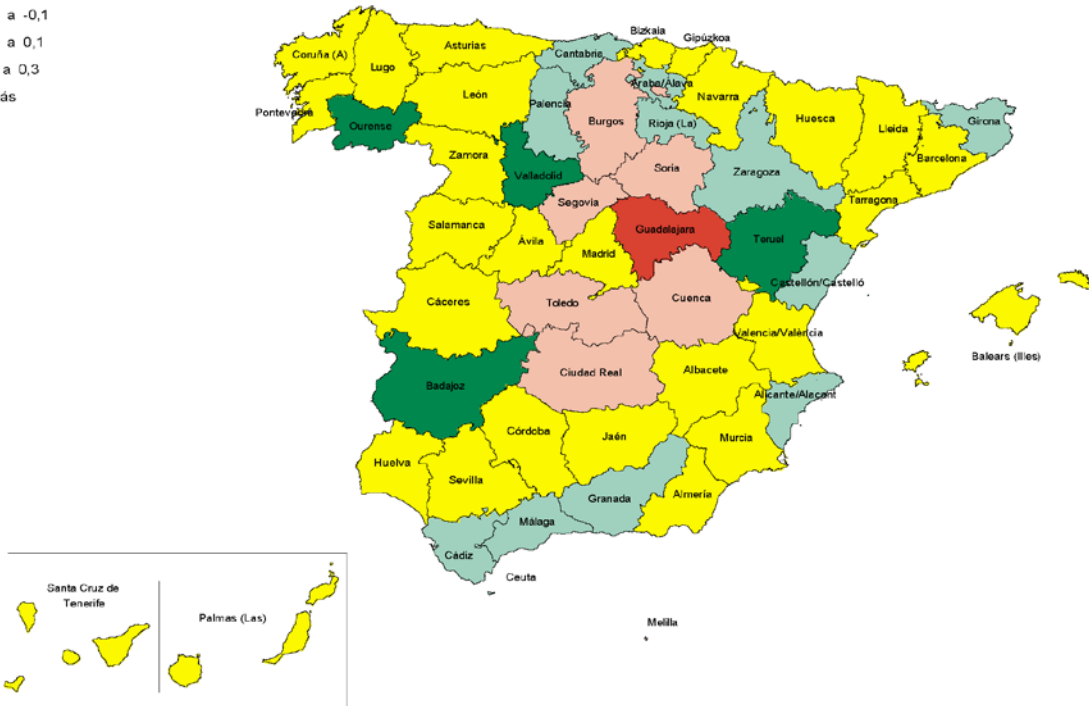 a -0,1
a 0,1
a 0,3
ás
Bizkaia
Gipúzkoa
Asturias
Cantabria
Coruña (A)
Lugo
Araba/Álava
León
Navarra
Palencia
Huesca
Pontevedra
Burgos
Rioja (La)
Lleida
Girona
Ourense
Barcelona
Zamora
Soria
Zaragoza
Valladolid
Segovia
Tarragona
Salamanca
Guadalajara
Ávila
Madrid
Teruel
Castellón/Castelló
Cáceres
Toledo
Cuenca
Valencia/València
Balears (Illes)
Ciudad Real
Albacete
Badajoz
Alicante/Alacant
Córdoba
Jaén
Murcia
Huelva
Sevilla
Granada
Almería
Málaga
Cádiz
Ceuta
Santa Cruz de
Tenerife
Palmas (Las)
Melilla